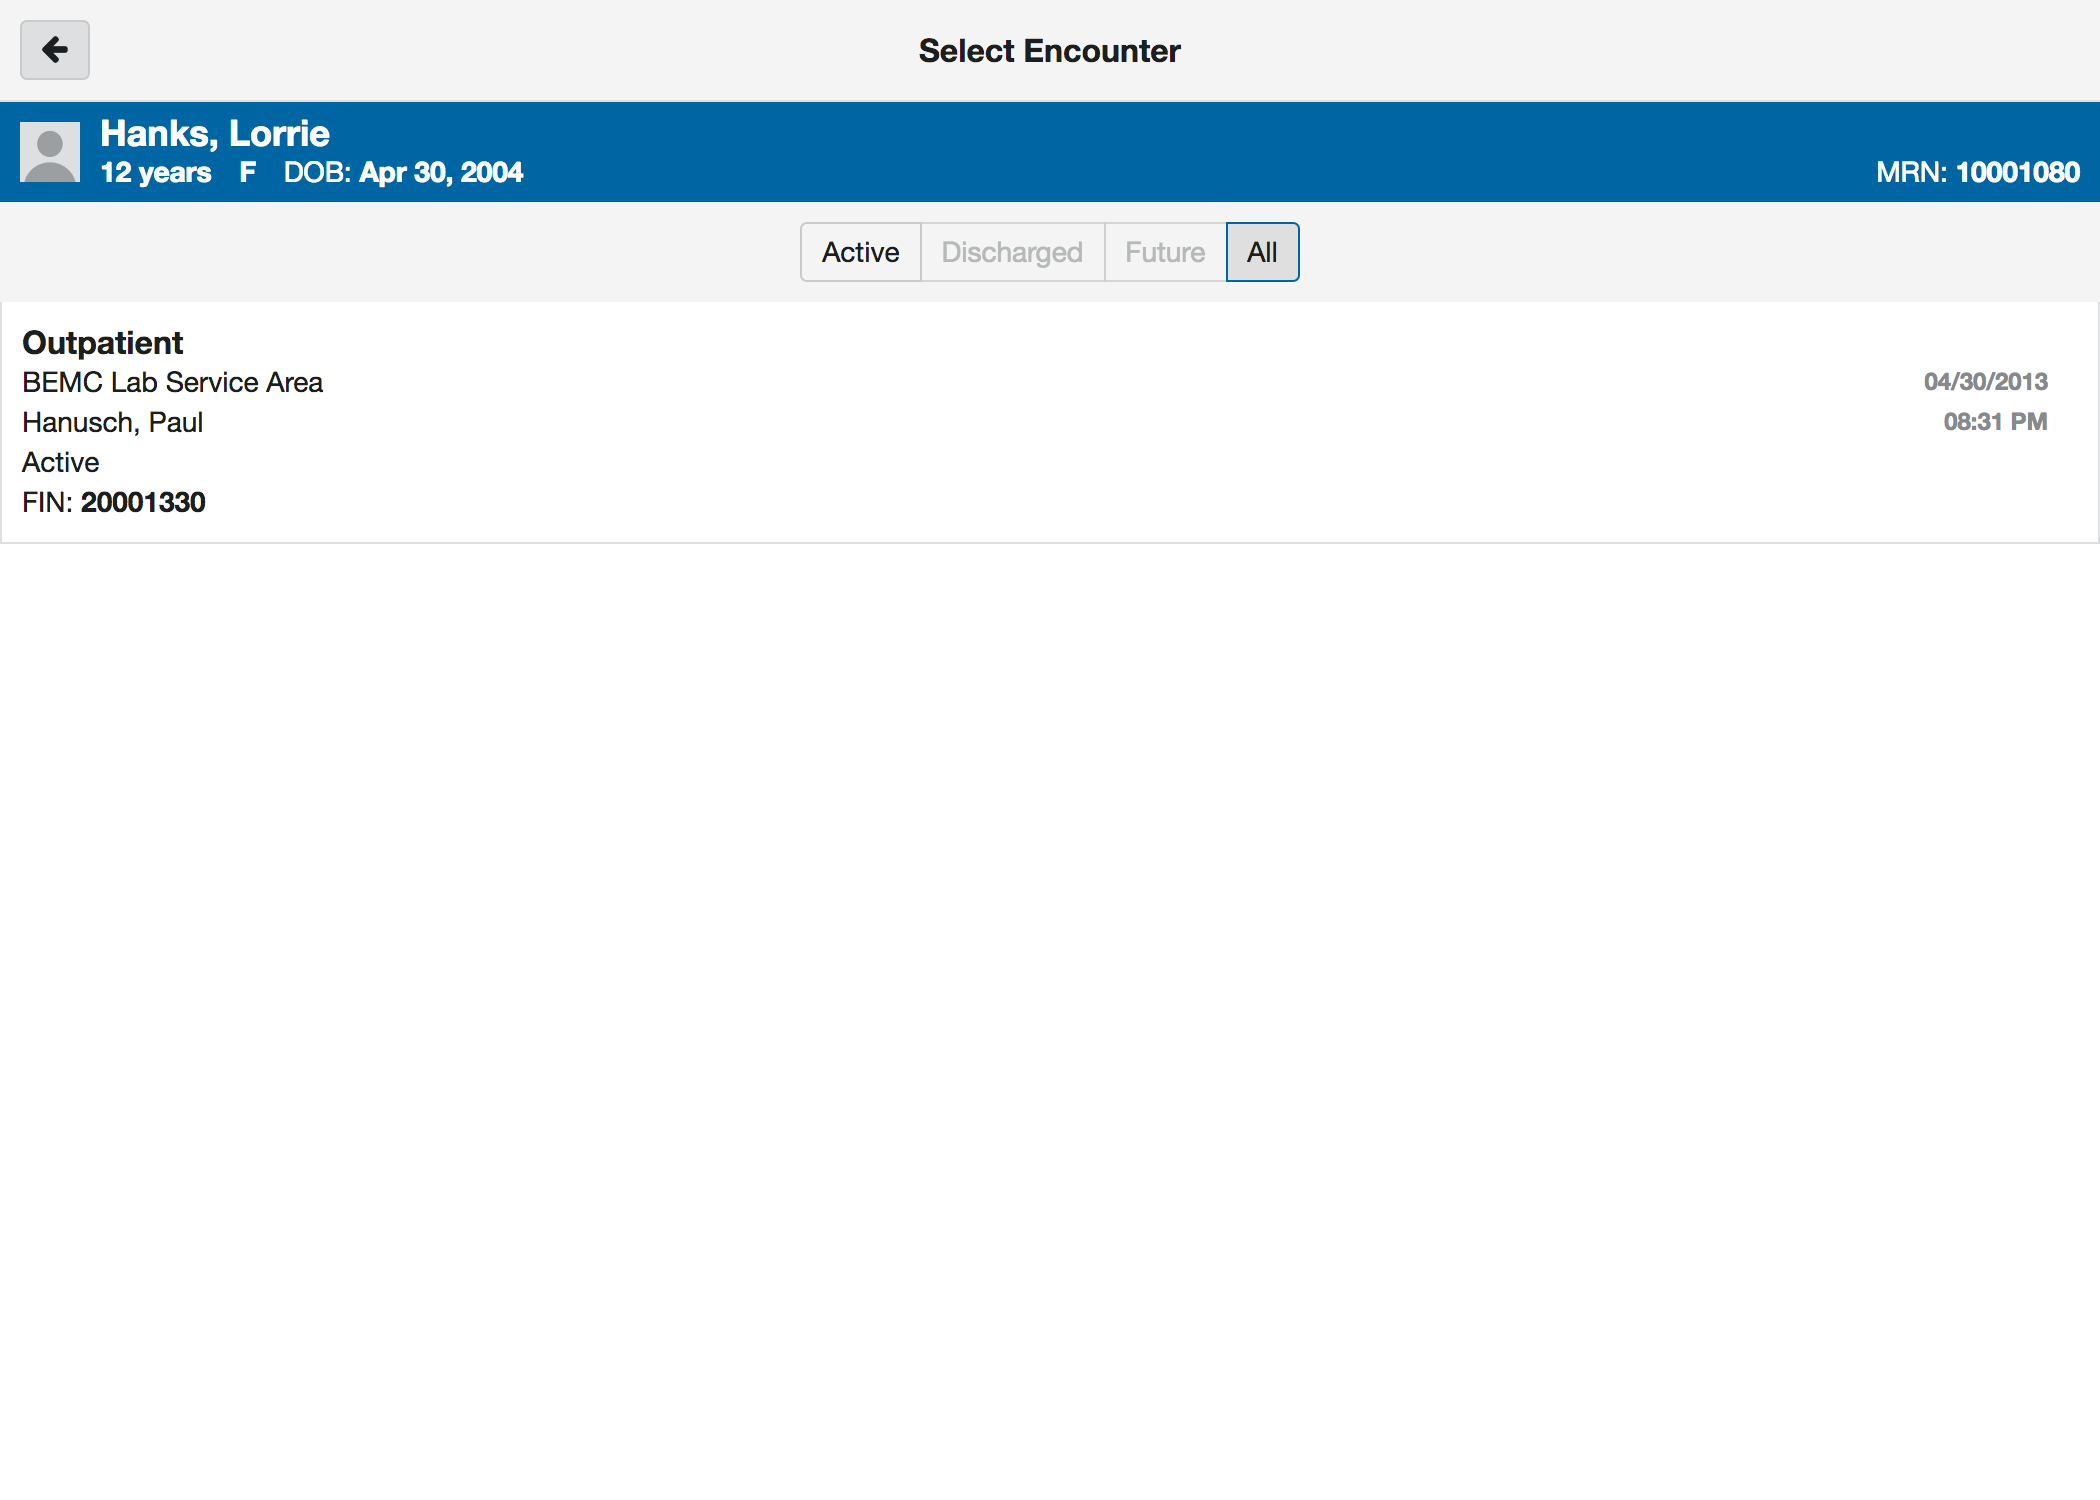 Select Encounter
Hanks, Lorrie
12 years F DOB: Apr 30, 2004 MRN: 10001080
Active Discharged Future All
Outpatient
BEMC Lab Service Area 04/30/2013
Hanusch, Paul 08:31 PM
Active
FIN: 20001330